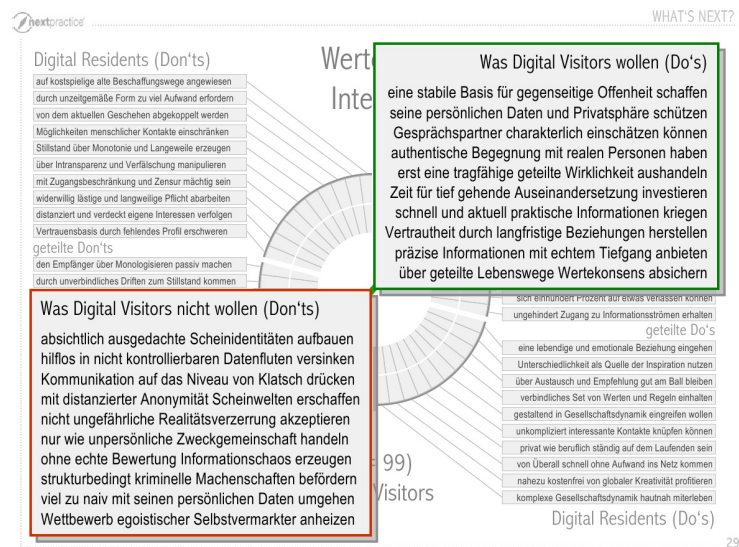 nextpractice
WHAT'S NEXT?
Digital Residents (Don'ts)
auf kostspielige alte Beschaffungswege angewiesen
durch unzeitgemäße Form zu viel Aufwand erfordern
von dem aktuellen Geschehen abgekoppelt werden
Möglichkeiten menschlicher Kontakte einschränken
Stillstand über Monotonie und Langeweile erzeugen
über Intransparenz und Verfälschung manipulieren
mit Zugangsbeschränkung und Zensur mächtig sein
widerwillig lästige und langweilige Pflicht abarbeiten
distanziert und verdeckt eigene Interessen verfolgen
Vertrauensbasis durch fehlendes Profil erschweren
geteilte Don'ts
den Empfänger über Monologisieren passiv machen
durch unverbindliches Driften zum Stillstand kommen
Wert
Inte
Was Digital Visitors wollen (Do's)
eine stabile Basis für gegenseitige Offenheit schaffen
seine persönlichen Daten und Privatsphäre schützen
Gesprächspartner charakterlich einschätzen können
authentische Begegnung mit realen Personen haben
erst eine tragfähige geteilte Wirklichkeit aushandeln
Zeit für tief gehende Auseinandersetzung investieren
schnell und aktuell praktische Informationen kriegen
Vertrautheit durch langfristige Beziehungen herstellen
präzise Informationen mit echtem Tiefgang anbieten
über geteilte Lebenswege Wertekonsens absichern
Was Digital Visitors nicht wollen (Don'ts)
absichtlich ausgedachte Scheinidentitäten aufbauen
hilflos in nicht kontrollierbaren Datenfluten versinken
Kommunikation auf das Niveau von Klatsch drücken
mit distanzierter Anonymität Scheinwelten erschaffen
nicht ungefährliche Realitätsverzerrung akzeptieren
nur wie unpersönliche Zweckgemeinschaft handeln
ohne echte Bewertung Informationschaos erzeugen
strukturbedingt kriminelle Machenschaften befördern
viel zu naiv mit seinen persönlichen Daten umgehen
Wettbewerb egoistischer Selbstvermarkter anheizen
99)
Visitors
sich einhundert Prozent auf etwas verlassen können
ungehindert Zugang zu Informationsströmen erhalten
geteilte Do's
eine lebendige und emotionale Beziehung eingehen
Unterschiedlichkeit als Quelle der Inspiration nutzen
über Austausch und Empfehlung gut am Ball bleiben
verbindliches Set von Werten und Regeln einhalten
gestaltend in Gesellschaftsdynamik eingreifen wollen
unkompliziert interessante Kontakte knüpfen können
privat wie beruflich ständig auf dem Laufenden sein
von Überall schnell ohne Aufwand ins Netz kommen
nahezu kostenfrei von globaler Kreativität profitieren
komplexe Gesellschaftsdynamik hautnah miterleben
Digital Residents (Do's)
29